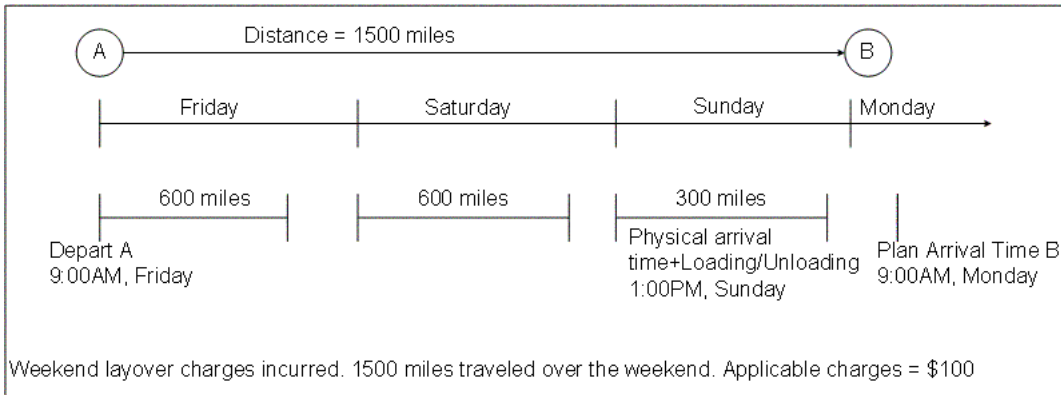 Distance = 1500 miles
A
B
Friday
Saturday
Sunday
Monday
600 miles
600 miles
300 miles
Depart A
9:00AM, Friday
Physical arrival
time+Loading/Unloading
1:00PM, Sunday
Plan Arrival Time B
9:00AM, Monday
Weekend layover charges incurred. 1500 miles traveled over the weekend. Applicable charges = $100